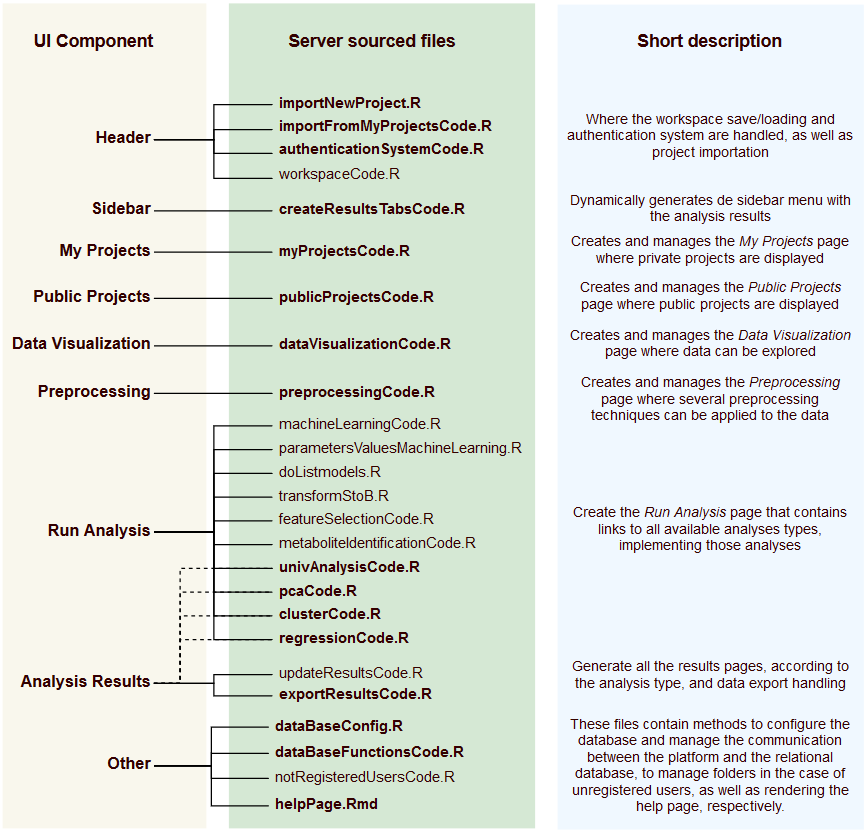 UI Component
Server sourced files
Short description
Header
importNewProject.R
importFromMyProjectsCode.R
authenticationSystemCode.R
workspaceCode.R
Where the workspace save/loading and
authentication system are handled, as well as
project importation
Sidebar
createResultsTabsCode.R
Dynamically generates de sidebar menu with
the analysis results
My Projects
myProjectsCode.R
Creates and manages the My Projects page
where private projects are displayed
Public Projects
publicProjectsCode.R
Creates and manages the Public Projects
page where public projects are displayed
Data Visualization
dataVisualizationCode.R
Creates and manages the Data Visualization
page where data can be explored
Preprocessing
preprocessingCode.R
Creates and manages the Preprocessing
page where several preprocessing
techniques can be applied to the data
Run Analysis
machineLearningCode.R
parametersValuesMachineLearning.R
doListmodels.R
transformStoB.R
featureSelectionCode.R
metaboliteIdentificationCode.R
univAnalysisCode.R
pcaCode.R
clusterCode.R
regressionCode.R
Create the Run Analysis page that contains
links to all available analyses types,
implementing those analyses
Analysis Results
updateResultsCode.R
exportResultsCode.R
Generate all the results pages, according to
the analysis type, and data export handling
Other
dataBaseConfig.R
dataBaseFunctionsCode.R
notRegisteredUsersCode.R
helpPage.Rmd
These files contain methods to configure the
database and manage the communication
between the platform and the relational
database, to manage folders in the case of
unregistered users, as well as rendering the
help page, respectively.